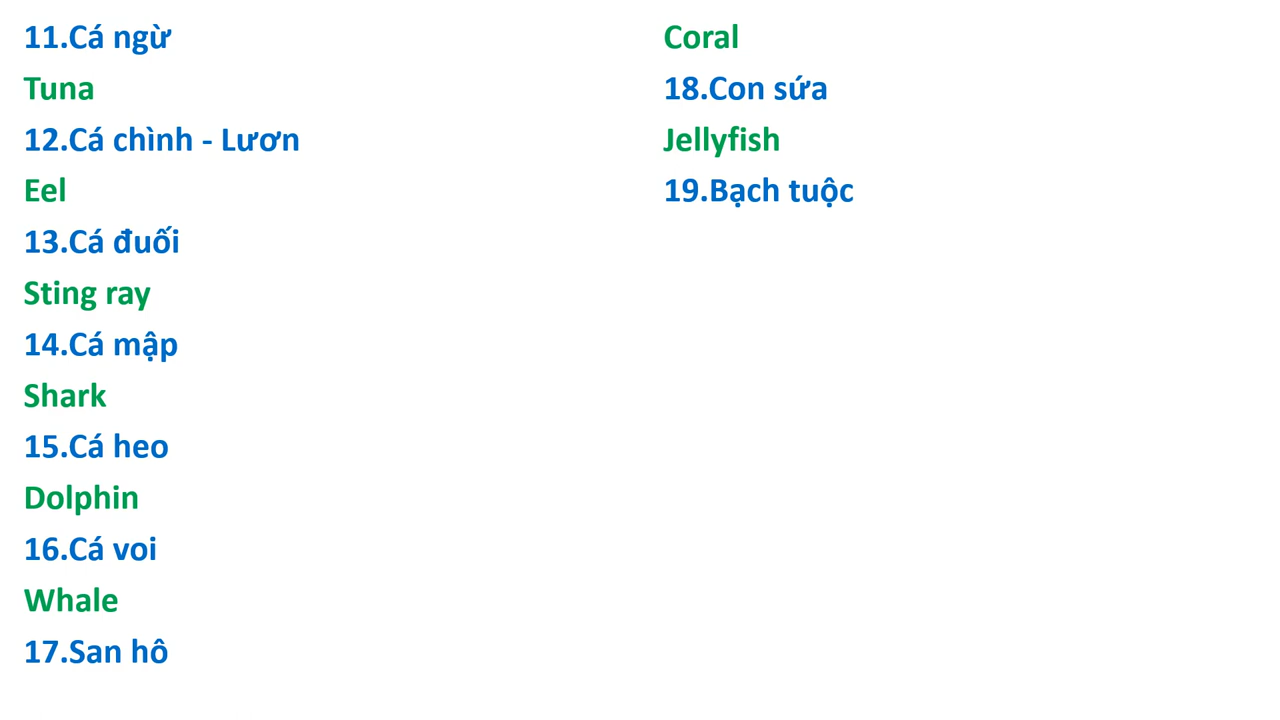 11.Cá ngừ
Tuna
12.Cá chình - Lươn
Eel
13.Cá đuối
Sting ray
14.Cá mập
Shark
15.Cá heo
Dolphin
16.Cá voi
Whale
17.San hô
Coral
18.Con sứa
Jellyfish
19.Bạch tuộc